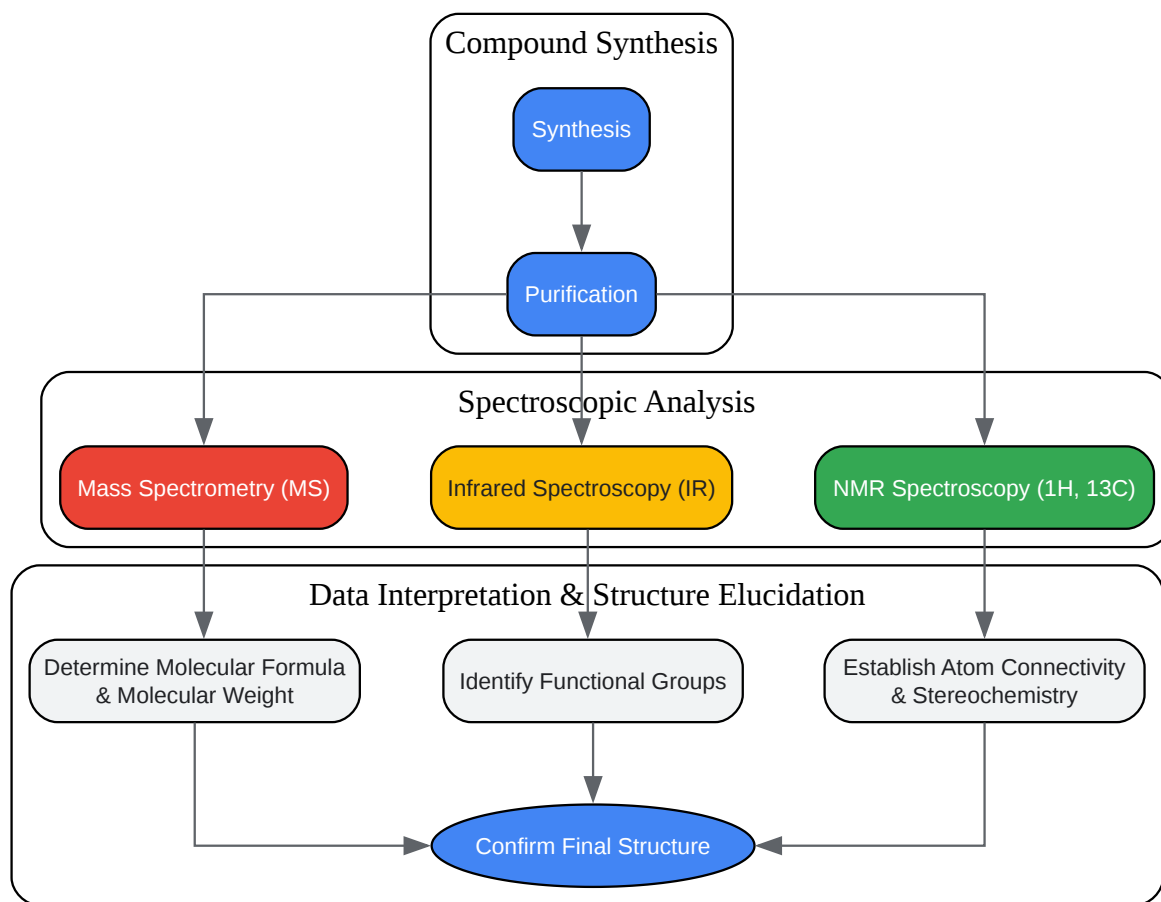 Compound Synthesis
Synthesis
Purification
Spectroscopic Analysis
Mass Spectrometry (MS)
Infrared Spectroscopy (IR)
NMR Spectroscopy (1H, 13C)
Data Interpretation & Structure Elucidation
Determine Molecular Formula
& Molecular Weight
Identify Functional Groups
Establish Atom Connectivity
& Stereochemistry
Confirm Final Structure